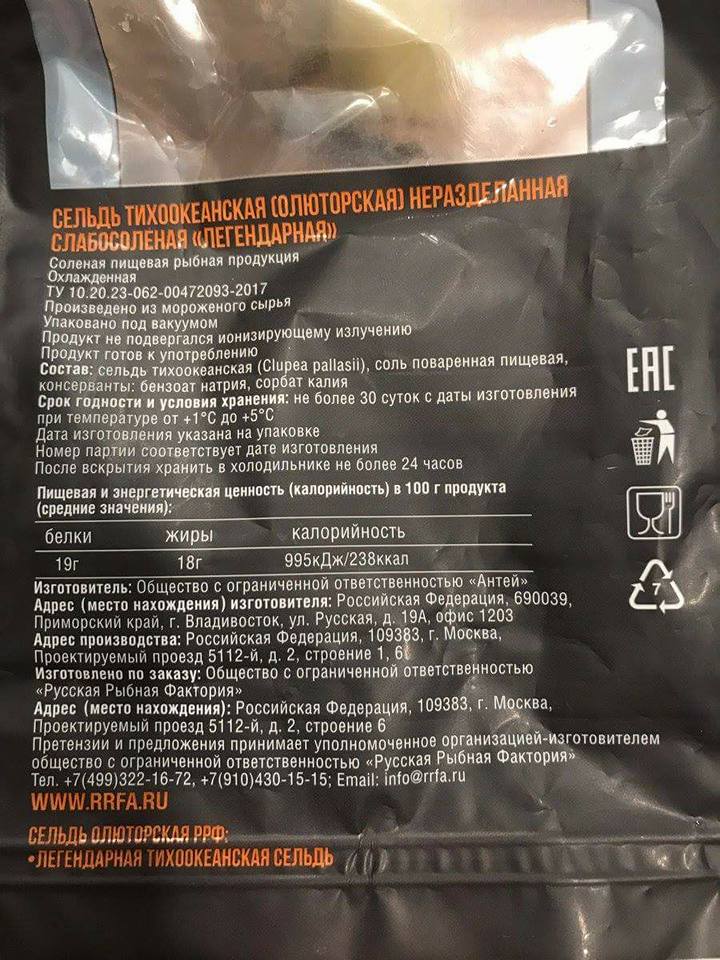 СЕЛЬДЬ ТИХООКЕАНСКАЯ (ОЛЮТОРСКАЯ) НЕРАЗДЕЛАННАЯ
СЛАБОСОЛЕНАЯ «ЛЕГЕНДАРНАЯ»
Соленая пищевая рыбная продукция
Охлажденная
ТУ 10.20.23-062-00472093-2017
Произведено из мороженого сырья
Упаковано под вакуумом
Продукт не подвергался ионизирующему излучению
Продукт готов к употреблению
Состав: сельдь тихоокеанская (Clupea pallasii), соль поваренная пищевая,
консерванты: бензоат натрия, сорбат калия
Срок годности и условия хранения: не более 30 суток с даты изготовления
при температуре от +1°C до +5°C
Дата изготовления указана на упаковке
Номер партии соответствует дате изготовления
После вскрытия хранить в холодильнике не более 24 часов
Пищевая и энергетическая ценность (калорийность) в 100 г продукта
(средние значения):
белки жиры калорийность
19г 18г 995кДж/238ккал
Изготовитель: Общество с ограниченной ответственностью «Антей»
Адрес (место нахождения) изготовителя: Российская Федерация, 690039,
Приморский край, г. Владивосток, ул. Русская, д. 19А, офис 1203
Адрес производства: Российская Федерация, 109383, г. Москва,
Проектируемый проезд 5112-й, д. 2, строение 1, 6
Изготовлено по заказу: Общество с ограниченной ответственностью
«Русская Рыбная Фактория»
Адрес (место нахождения): Российская Федерация, 109383, г. Москва,
Проектируемый проезд 5112-й, д. 2, строение 6
Претензии и предложения принимает уполномоченное организацией-изготовителем
общество с ограниченной ответственностью «Русская Рыбная Фактория»
Тел. +7(499)322-16-72, +7(910)430-15-15; Email: info@rrfa.ru
WWW.RRFA.RU
СЕЛЬДЬ ОЛЮТОРСКАЯ РРФ:
•ЛЕГЕНДАРНАЯ ТИХООКЕАНСКАЯ СЕЛЬДЬ
ЕАС
7